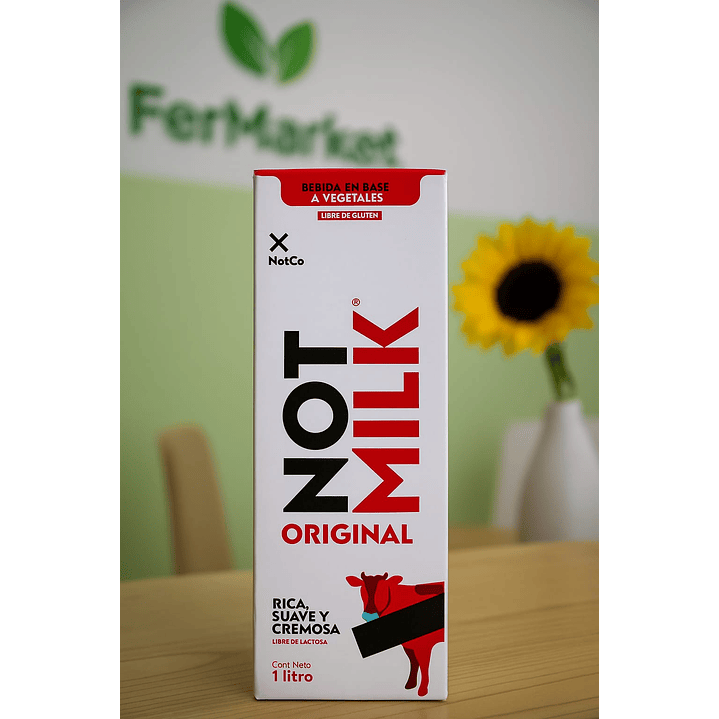 FerMarket
BEBIDA EN BASE
A VEGETALES
LIBRE DE GLUTEN
NotCo
NOT
MILK®
ORIGINAL
RICA,
SUAVE Y
CREMOSA
LIBRE DE LACTOSA
Cont Neto
1 litro